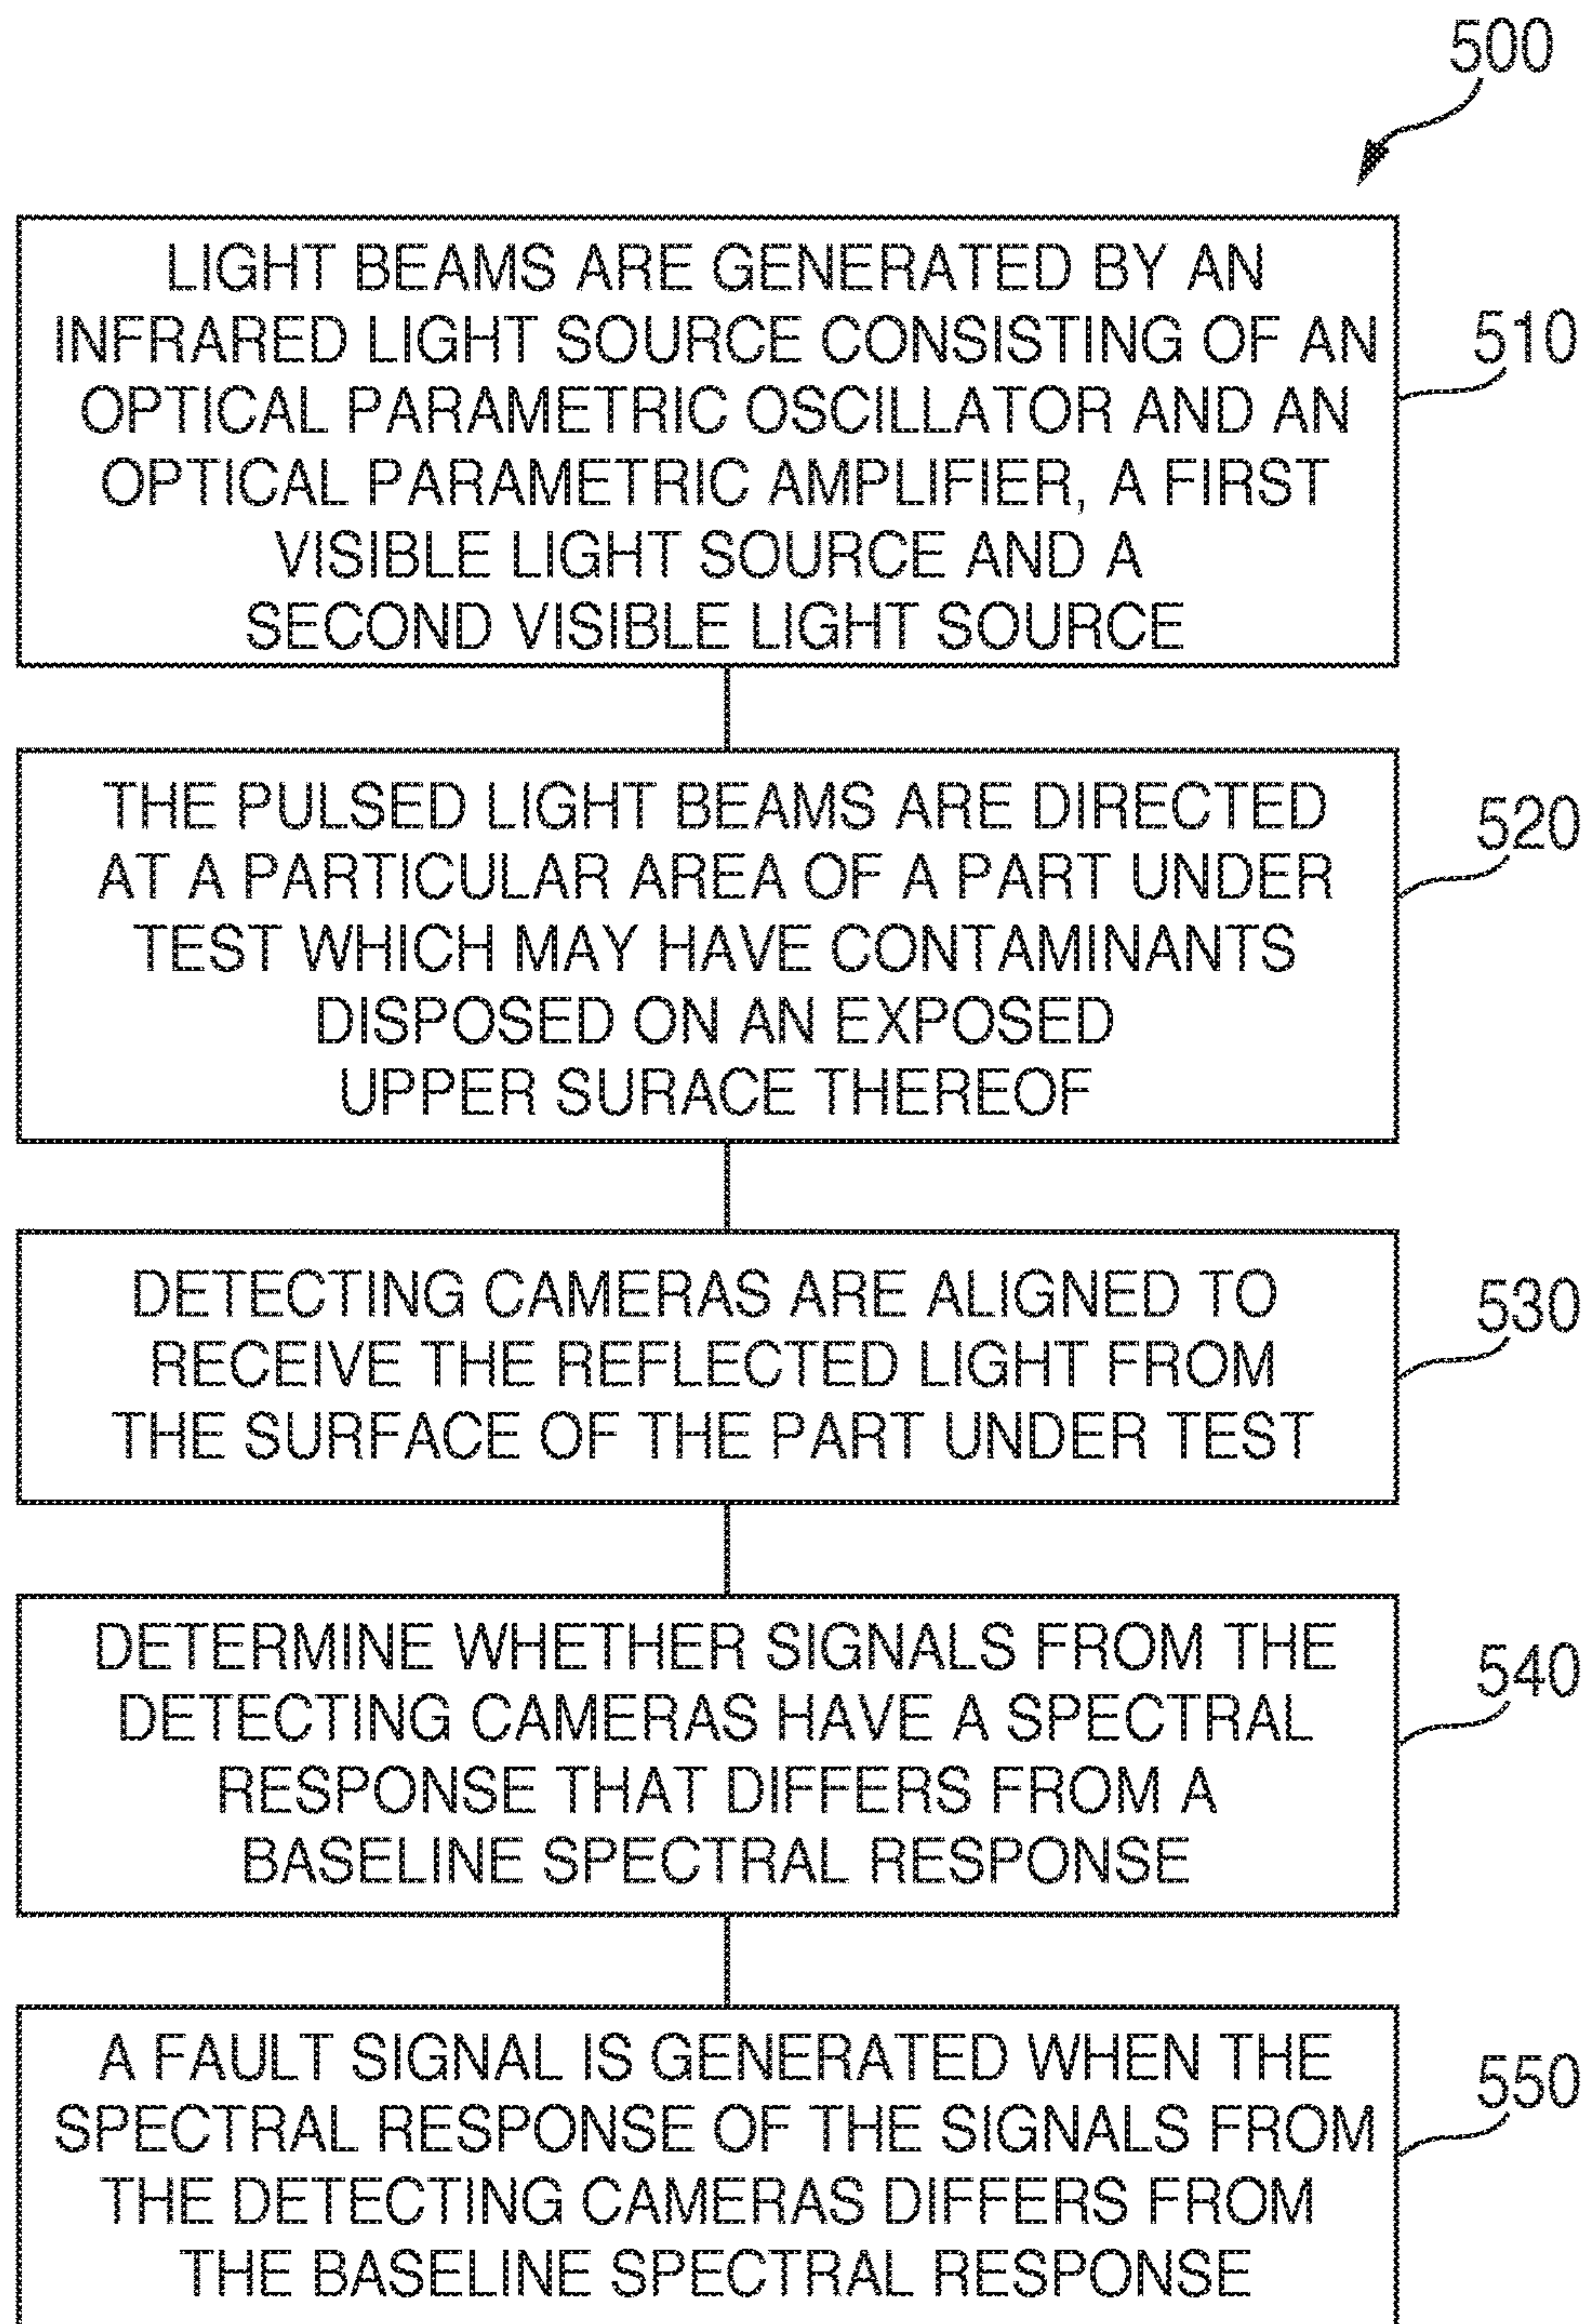 500
LIGHT BEAMS ARE GENERATED BY AN
INFRARED LIGHT SOURCE CONSISTING OF AN
OPTICAL PARAMETRIC OSCILLATOR AND AN
OPTICAL PARAMETRIC AMPLIFIER, A FIRST
VISIBLE LIGHT SOURCE AND A
SECOND VISIBLE LIGHT SOURCE
510
THE PULSED LIGHT BEAMS ARE DIRECTED
AT A PARTICULAR AREA OF A PART UNDER
TEST WHICH MAY HAVE CONTAMINANTS
DISPOSED ON AN EXPOSED
UPPER SURACE THEREOF
520
DETECTING CAMERAS ARE ALIGNED TO
RECEIVE THE REFLECTED LIGHT FROM
THE SURFACE OF THE PART UNDER TEST
530
DETERMINE WHETHER SIGNALS FROM THE
DETECTING CAMERAS HAVE A SPECTRAL
RESPONSE THAT DIFFERS FROM A
BASELINE SPECTRAL RESPONSE
540
A FAULT SIGNAL IS GENERATED WHEN THE
SPECTRAL RESPONSE OF THE SIGNALS FROM
THE DETECTING CAMERAS DIFFERS FROM
THE BASELINE SPECTRAL RESPONSE
550